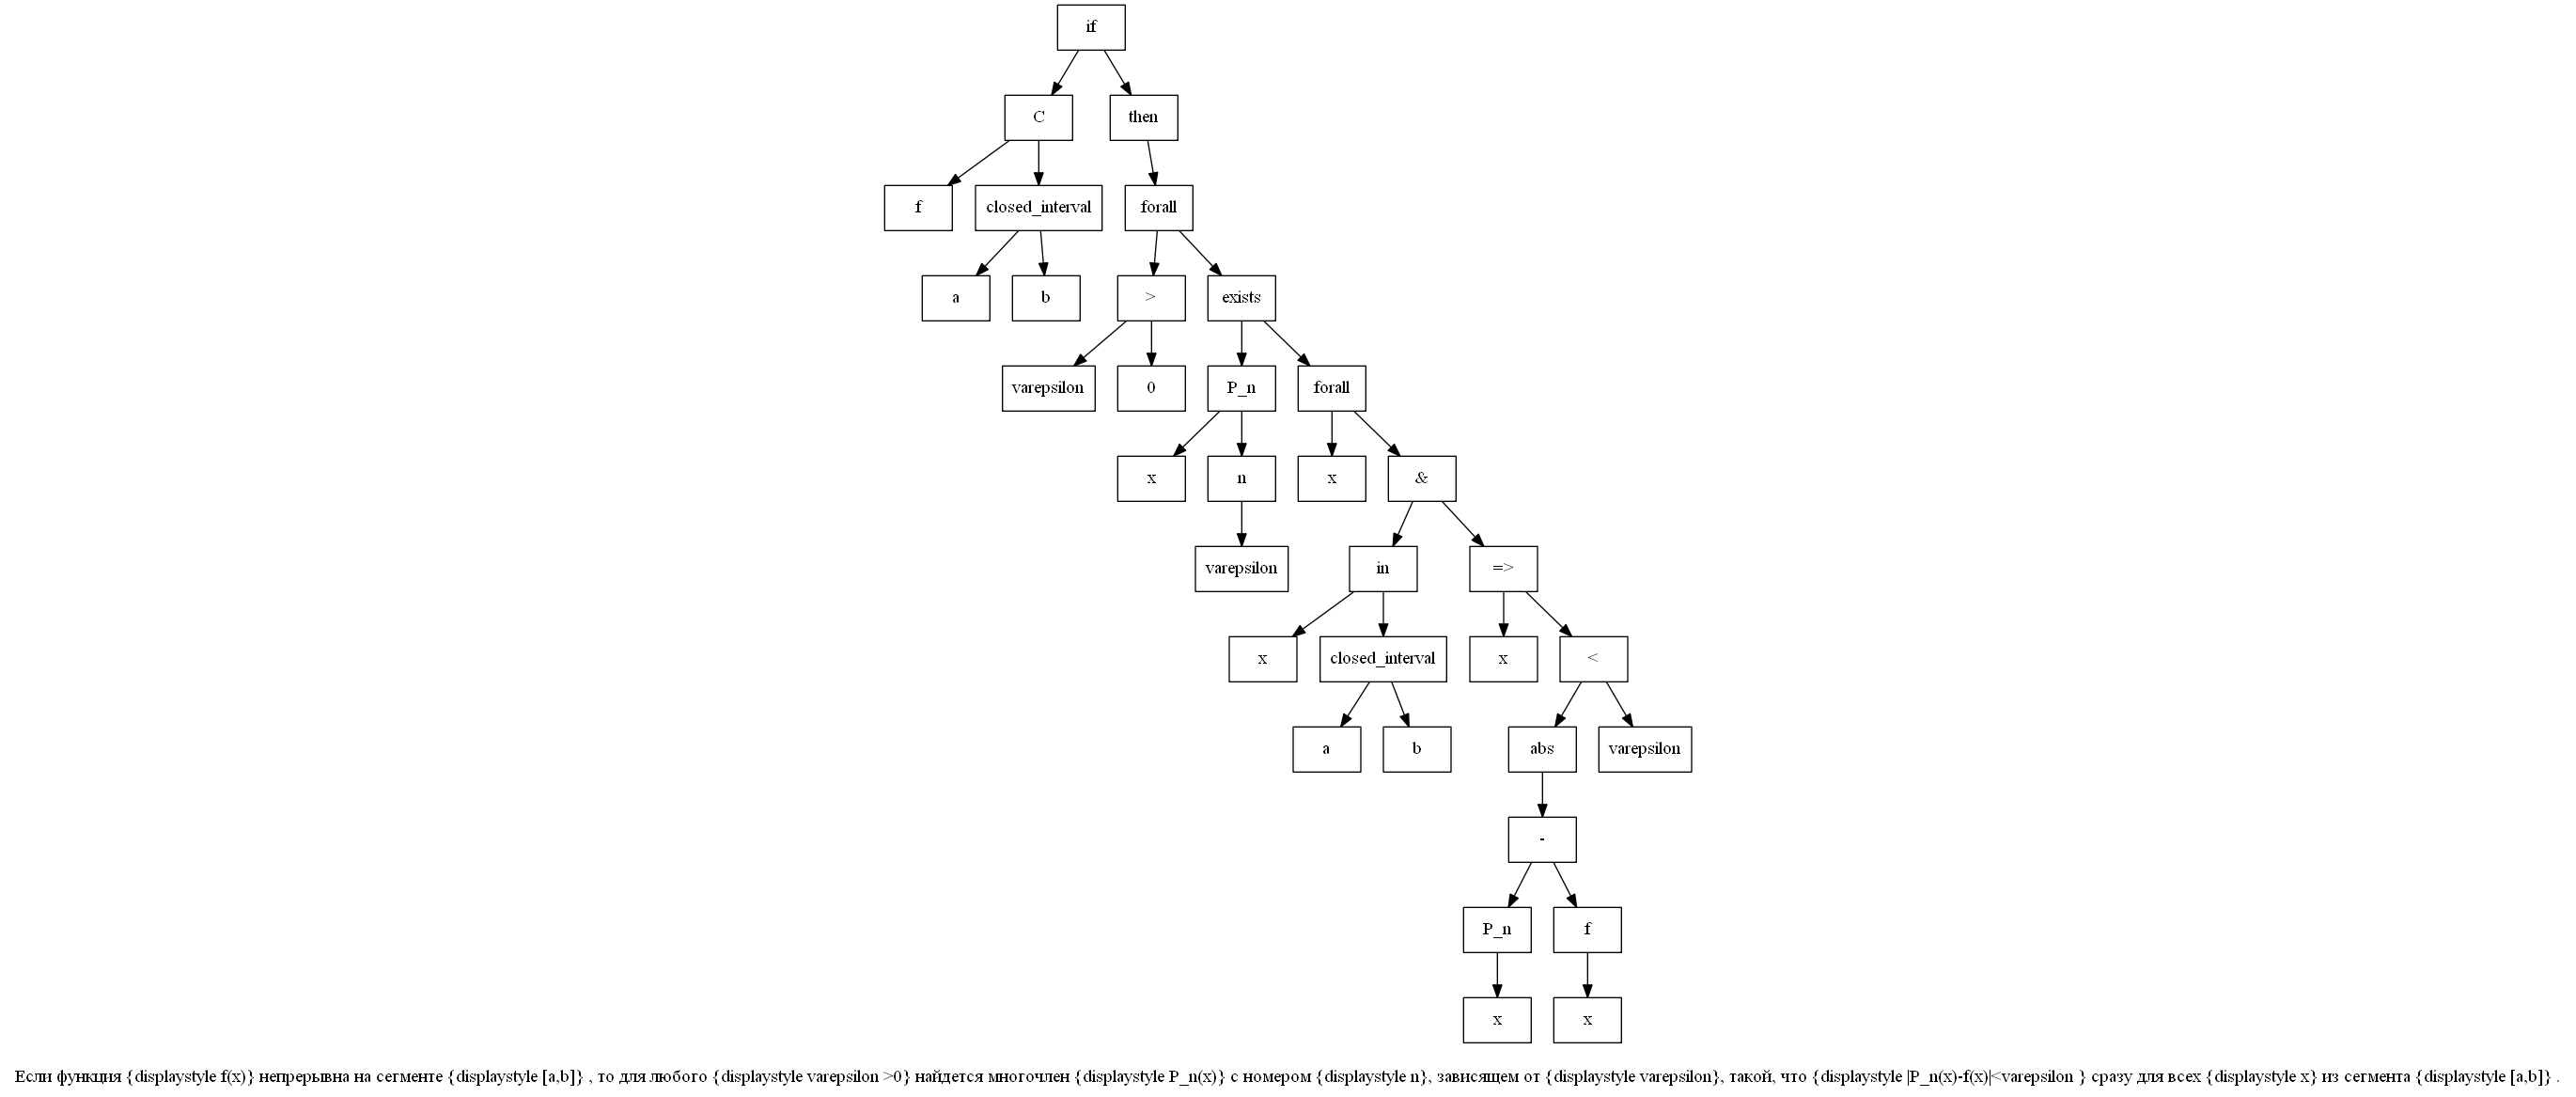 if
C then
f closed_interval forall
a b > exists
varepsilon 0 P_n forall
x n x &
varepsilon in =>
x closed_interval x <
a b abs varepsilon
-
P_n f
x x
Если функция {displaystyle f(x)} непрерывна на сегменте {displaystyle [a,b]} , то для любого {displaystyle varepsilon >0} найдется многочлен {displaystyle P_n(x)} с номером {displaystyle n}, зависящем от {displaystyle varepsilon}, такой, что {displaystyle |P_n(x)-f(x)|<varepsilon } сразу для всех {displaystyle x} из сегмента {displaystyle [a,b]} .